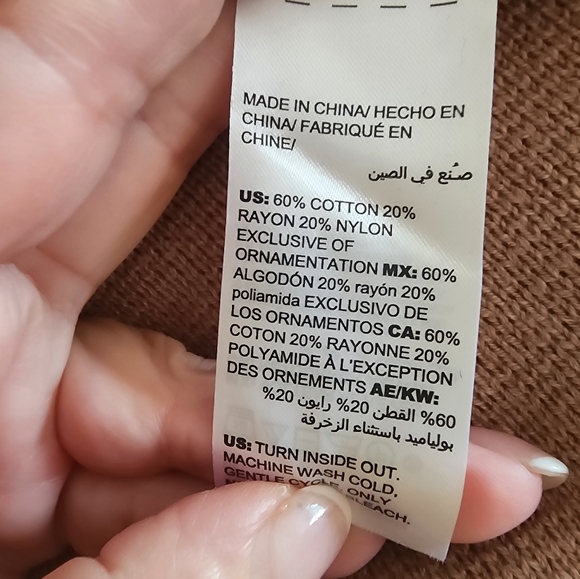 MADE IN CHINA/ HECHO EN
CHINA/ FABRIQUÉ EN
CHINE/
صُنع في الصين
US: 60% COTTON 20%
RAYON 20% NYLON
EXCLUSIVE OF
ORNAMENTATION MX: 60%
ALGODÓN 20% rayón 20%
poliamida EXCLUSIVO DE
LOS ORNAMENTOS CA: 60%
COTON 20% RAYONNE 20%
POLYAMIDE À L'EXCEPTION
DES ORNEMENTS AE/KW:
60% القطن 20% رايون 20%
بولياميد باستثناء الزخرفة
US: TURN INSIDE OUT.
MACHINE WASH COLD,
GENTLE CYCLE. ONLY
BLEACH.